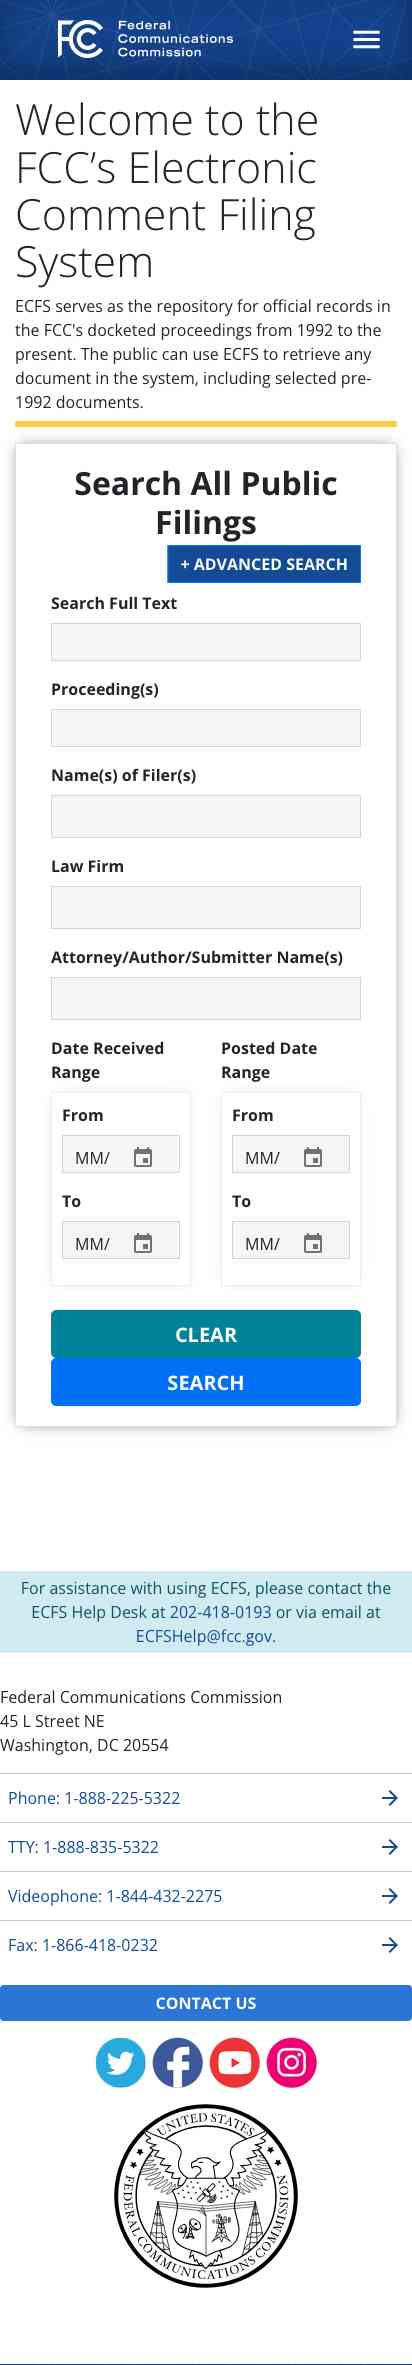 FCC Federal
Communications
Commission
Welcome to the
FCC’s Electronic
Comment Filing
System
ECFS serves as the repository for official records in
the FCC's docketed proceedings from 1992 to the
present. The public can use ECFS to retrieve any
document in the system, including selected pre-
1992 documents.
Search All Public
Filings
+ ADVANCED SEARCH
Search Full Text
Proceeding(s)
Name(s) of Filer(s)
Law Firm
Attorney/Author/Submitter Name(s)
Date Received
Range
From
MM/
To
MM/
Posted Date
Range
From
MM/
To
MM/
CLEAR
SEARCH
For assistance with using ECFS, please contact the
ECFS Help Desk at 202-418-0193 or via email at
ECFSHelp@fcc.gov.
Federal Communications Commission
45 L Street NE
Washington, DC 20554
Phone: 1-888-225-5322
TTY: 1-888-835-5322
Videophone: 1-844-432-2275
Fax: 1-866-418-0232
CONTACT US
UNITED STATES
FEDERAL COMMUNICATIONS COMMISSION